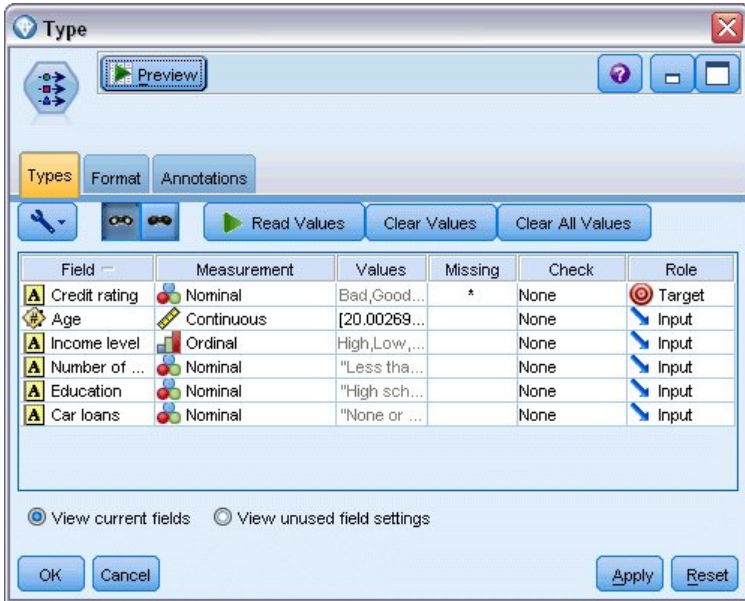 Type
Preview
Types Format Annotations
Read Values Clear Values Clear All Values
Field Measurement Values Missing Check Role
A Credit rating Nominal Bad,Good... * None Target
# Age Continuous [20.00269... None Input
A Income level Ordinal High,Low,... None Input
A Number of ... Nominal "Less tha... None Input
A Education Nominal "High sch... None Input
A Car loans Nominal "None or ... None Input
View current fields View unused field settings
OK Cancel Apply Reset